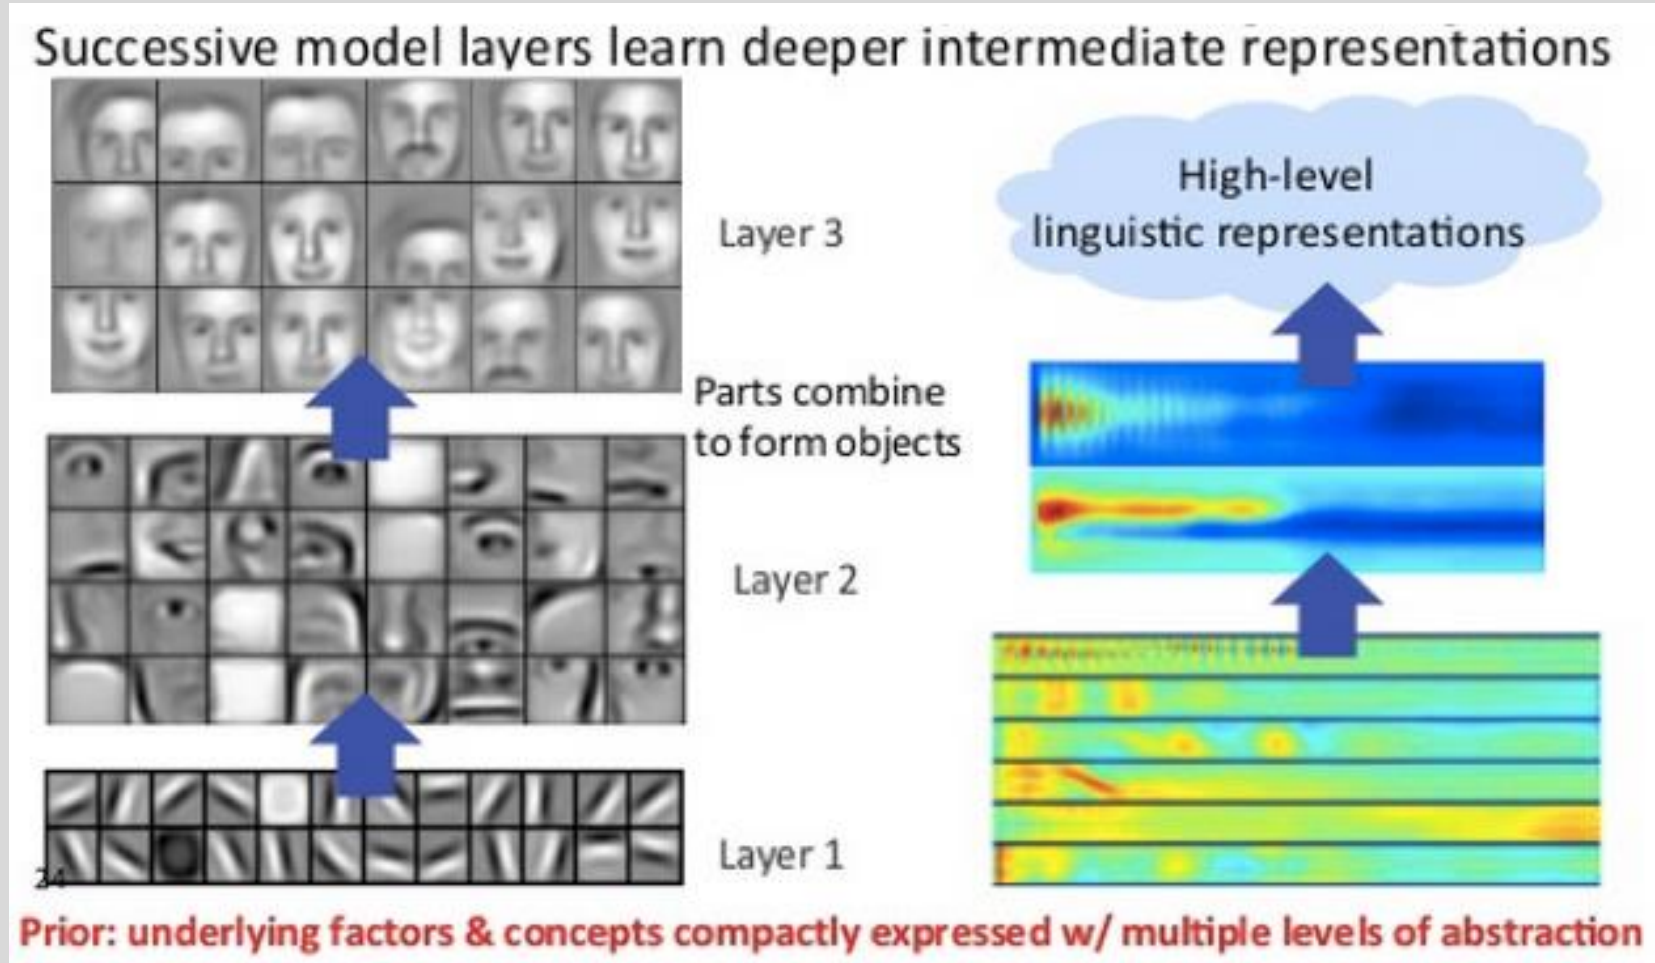 Successive model layers learn deeper intermediate representations
High-level
linguistic representations
Layer 3
Parts combine
to form objects
Layer 2
Layer 1
24
Prior: underlying factors & concepts compactly expressed w/ multiple levels of abstraction